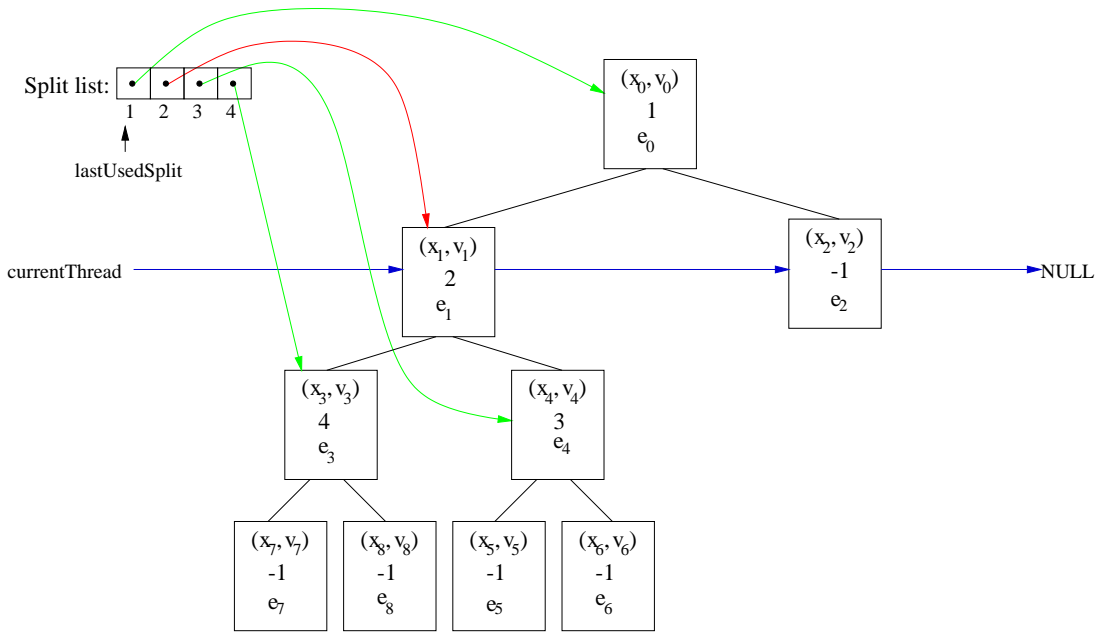 Split list:
1 2 3 4
lastUsedSplit
(x₀, v₀)
1
e₀
currentThread
(x₁, v₁)
2
e₁
(x₂, v₂)
-1
e₂
NULL
(x₃, v₃)
4
e₃
(x₄, v₄)
3
e₄
(x₇, v₇)
-1
e₇
(x₈, v₈)
-1
e₈
(x₅, v₅)
-1
e₅
(x₆, v₆)
-1
e₆